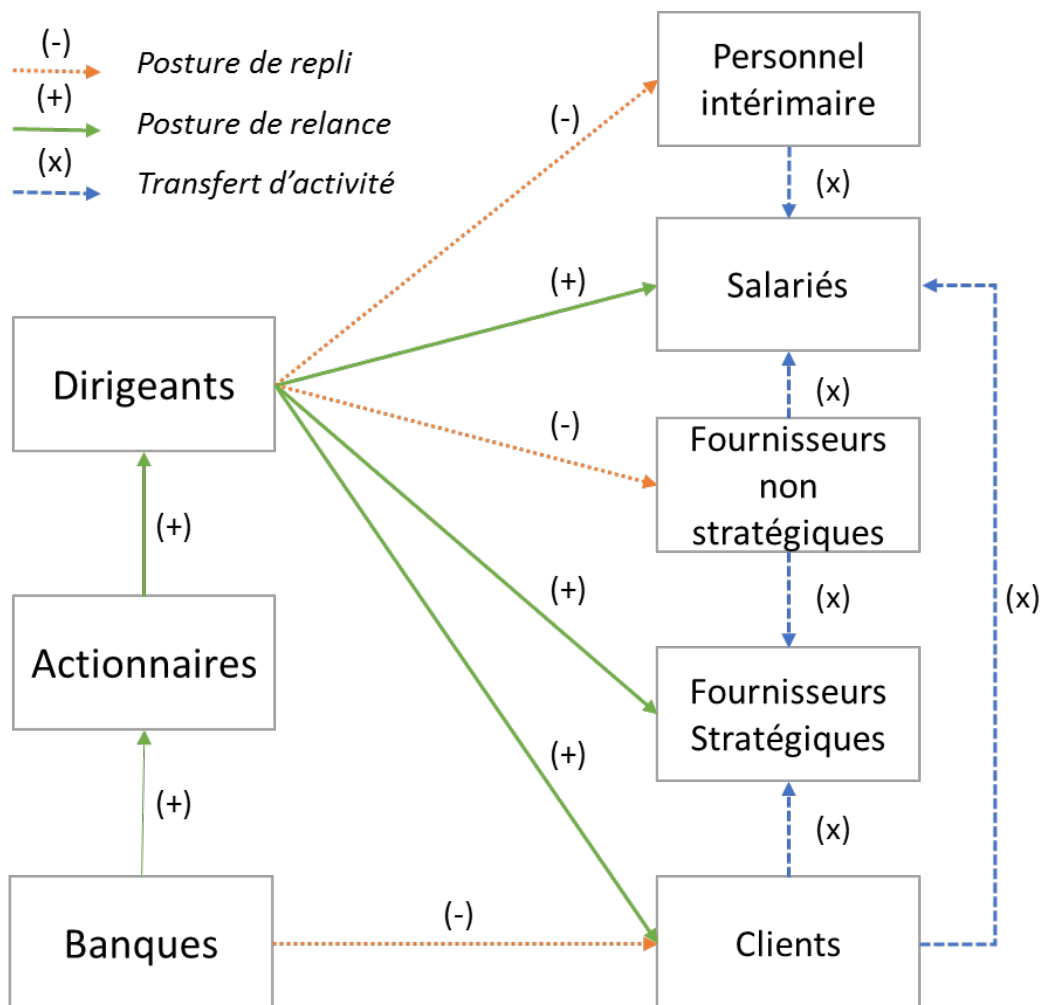 (-)
Posture de repli
(+)
Posture de relance
(x)
Transfert d’activité
Personnel
intérimaire
(-)
(x)
(+)
Salariés
Dirigeants
(x)
(-)
Fournisseurs
non
stratégiques
(+)
(+)
(x)
(x)
Actionnaires
Fournisseurs
Stratégiques
(+)
(+)
(x)
Banques
(-)
Clients